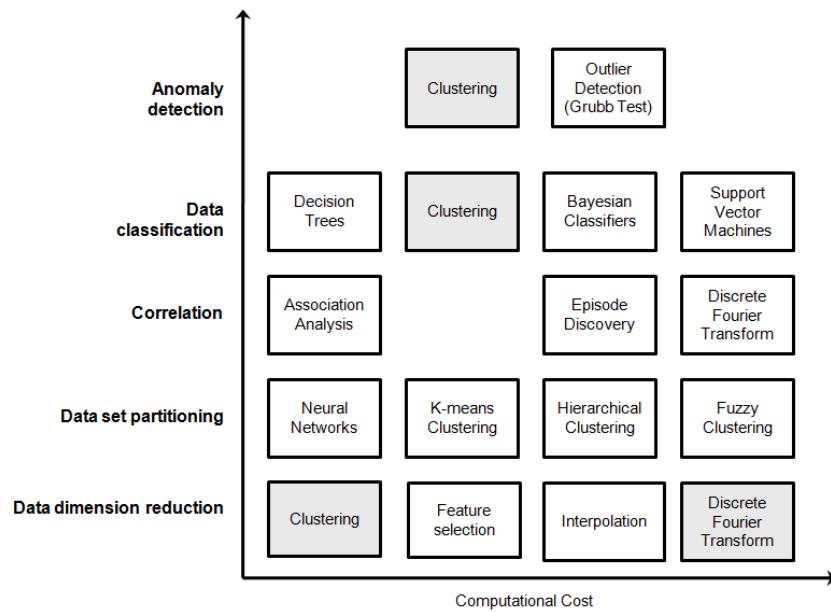 Anomaly
detection
Clustering
Outlier
Detection
(Grubb Test)
Data
classification
Decision
Trees
Clustering
Bayesian
Classifiers
Support
Vector
Machines
Correlation
Association
Analysis
Episode
Discovery
Discrete
Fourier
Transform
Data set partitioning
Neural
Networks
K-means
Clustering
Hierarchical
Clustering
Fuzzy
Clustering
Data dimension reduction
Clustering
Feature
selection
Interpolation
Discrete
Fourier
Transform
Computational Cost